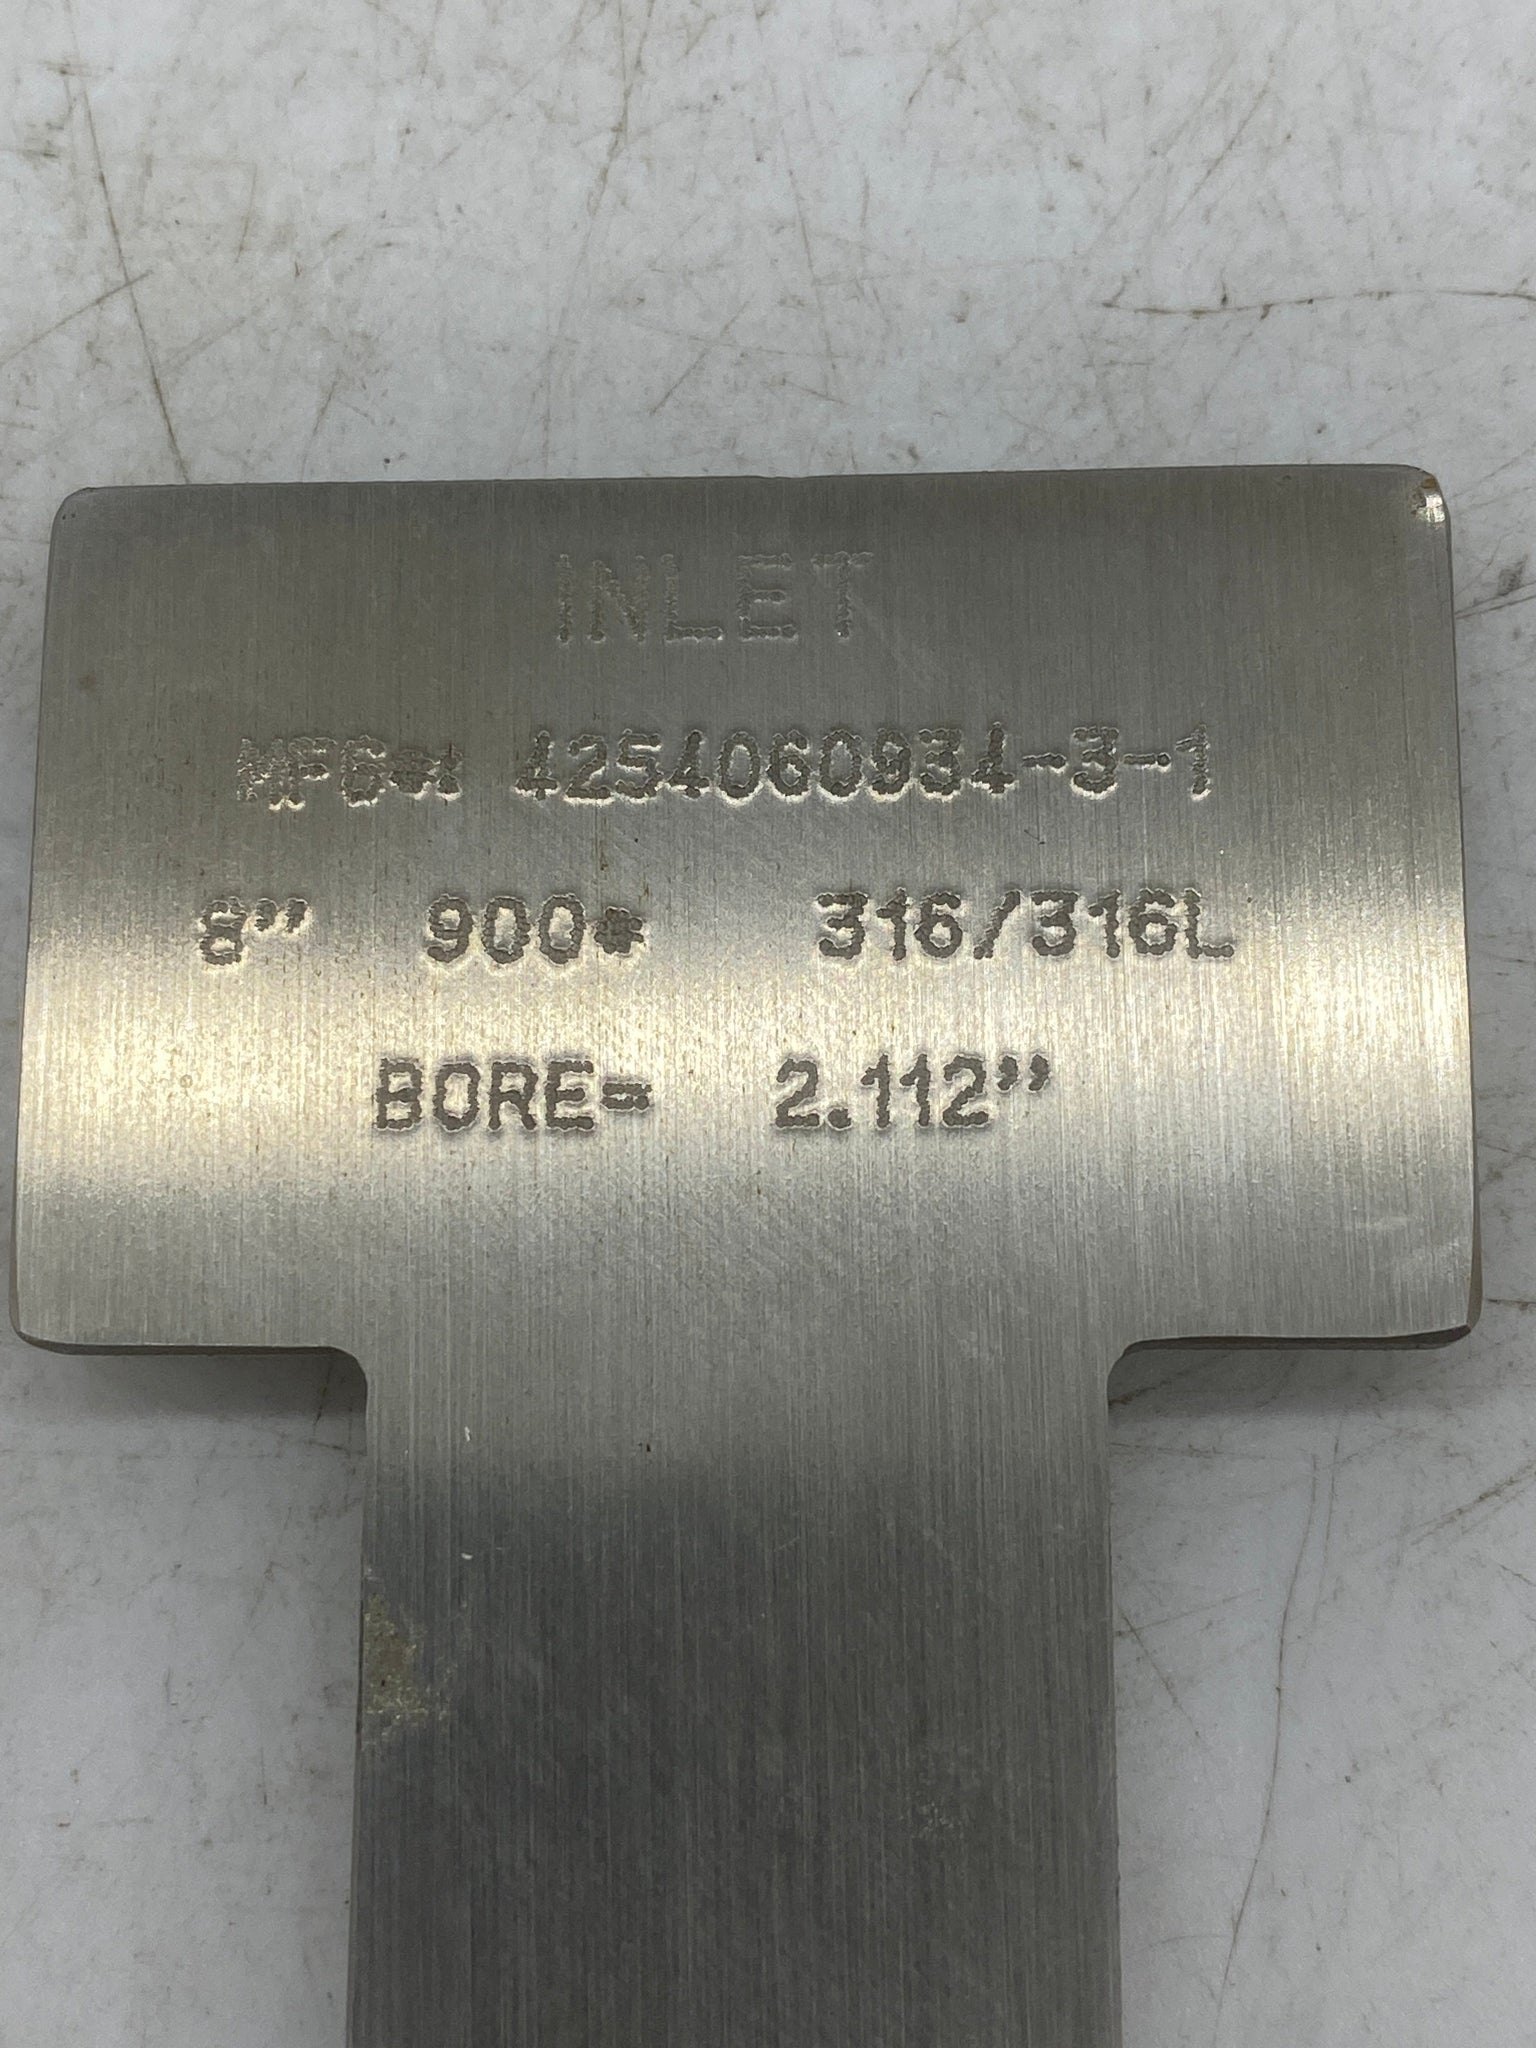 INLET
MFG#: 4254060934-3-1
8" 900# 316/316L
BORE= 2.112"